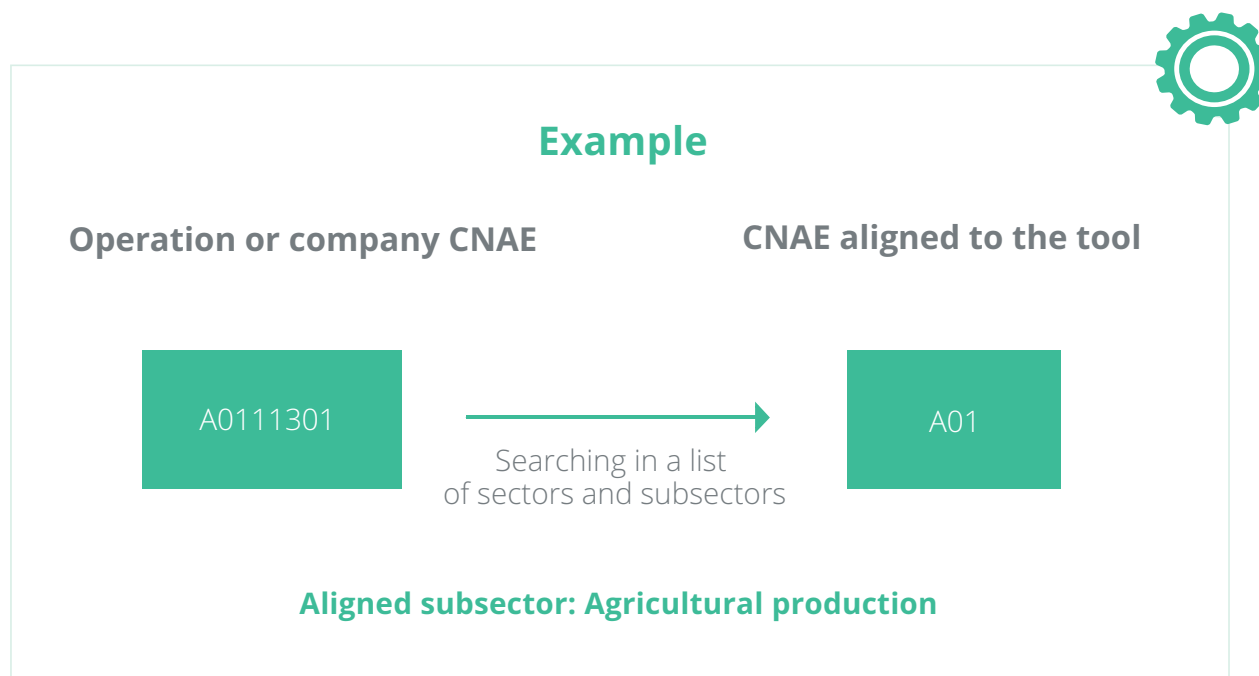 Example
Operation or company CNAE
CNAE aligned to the tool
A0111301
Searching in a list
of sectors and subsectors
A01
Aligned subsector: Agricultural production